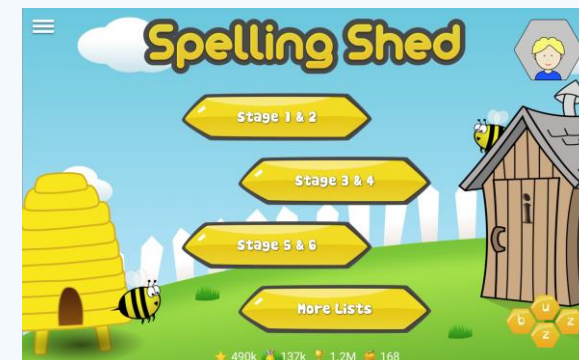 Spelling Shed
Stage 1 & 2
Stage 3 & 4
Stage 5 & 6
More Lists
490k 137k 1.2M 168
i
b u z z